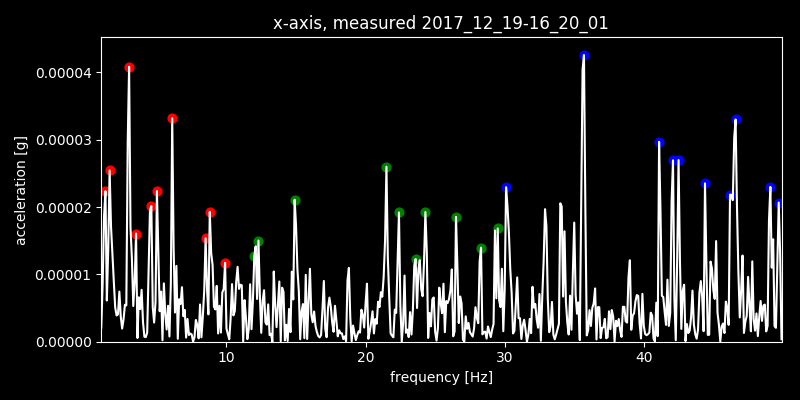 x-axis, measured 2017_12_19-16_20_01
acceleration [g]
0.00004
0.00003
0.00002
0.00001
0.00000
10 20 30 40
frequency [Hz]